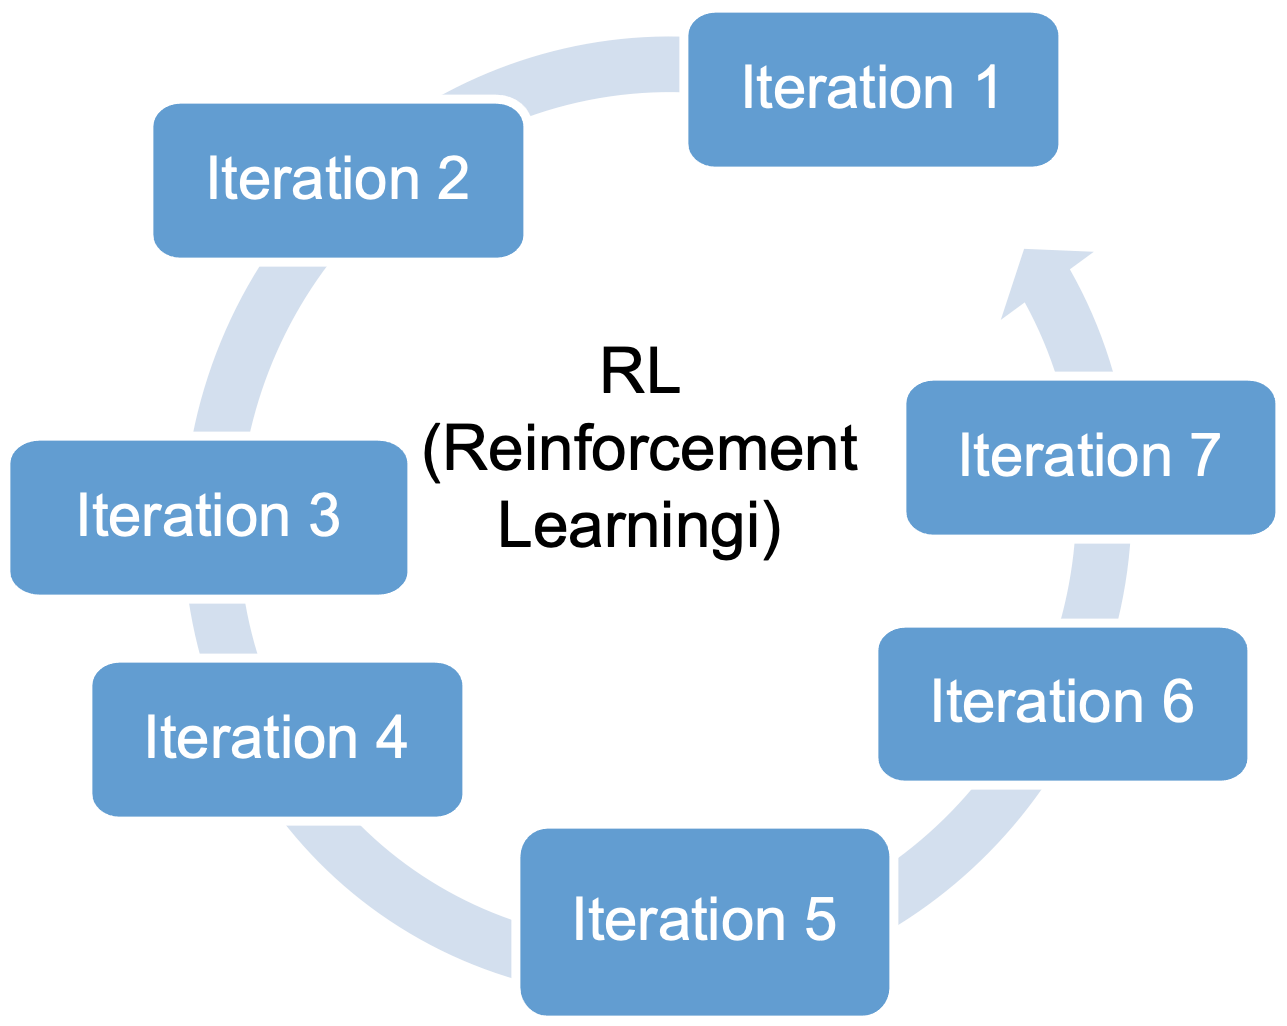 Iteration 1
Iteration 2
Iteration 3
Iteration 4
Iteration 5
Iteration 6
Iteration 7
RL
(Reinforcement
Learningi)